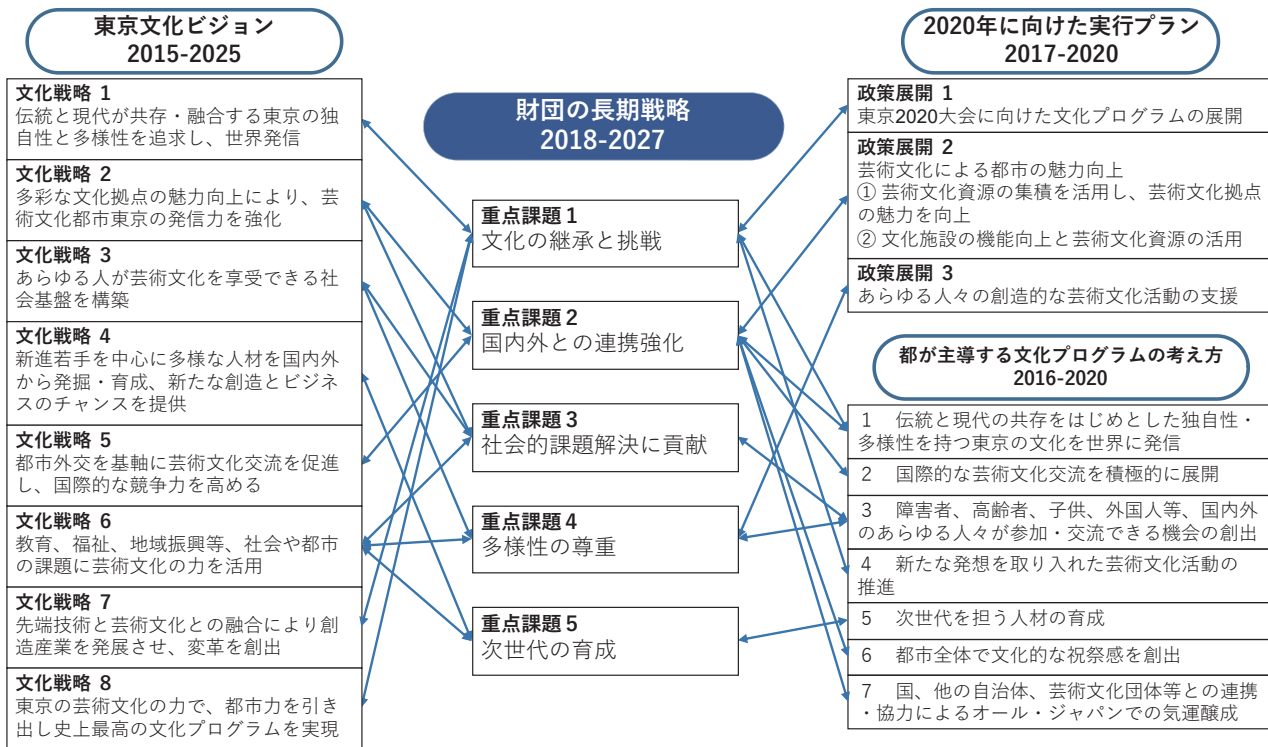 東京文化ビジョン
2015-2025
文化戦略 1
伝統と現代が共存・融合する東京の独
自性と多様性を追求し、世界発信
文化戦略 2
多彩な文化拠点の魅力向上により、芸
術文化都市東京の発信力を強化
文化戦略 3
あらゆる人が芸術文化を享受できる社
会基盤を構築
文化戦略 4
新進若手を中心に多様な人材を国内外
から発掘・育成、新たな創造とビジネ
スのチャンスを提供
文化戦略 5
都市外交を基軸に芸術文化交流を促進
し、国際的な競争力を高める
文化戦略 6
教育、福祉、地域振興等、社会や都市
の課題に芸術文化の力を活用
文化戦略 7
先端技術と芸術文化との融合により創
造産業を発展させ、変革を創出
文化戦略 8
東京の芸術文化の力で、都市力を引き
出し史上最高の文化プログラムを実現
財団の長期戦略
2018-2027
重点課題 1
文化の継承と挑戦
重点課題 2
国内外との連携強化
重点課題 3
社会的課題解決に貢献
重点課題 4
多様性の尊重
重点課題 5
次世代の育成
2020年に向けた実行プラン
2017-2020
政策展開 1
東京2020大会に向けた文化プログラムの展開
政策展開 2
芸術文化による都市の魅力向上
① 芸術文化資源の集積を活用し、芸術文化拠点
の魅力を向上
② 文化施設の機能向上と芸術文化資源の活用
政策展開 3
あらゆる人々の創造的な芸術文化活動の支援
都が主導する文化プログラムの考え方
2016-2020
1 伝統と現代の共存をはじめとした独自性・
多様性を持つ東京の文化を世界に発信
2 国際的な芸術文化交流を積極的に展開
3 障害者、高齢者、子供、外国人等、国内外
のあらゆる人々が参加・交流できる機会の創出
4 新たな発想を取り入れた芸術文化活動の
推進
5 次世代を担う人材の育成
6 都市全体で文化的な祝祭感を創出
7 国、他の自治体、芸術文化団体等との連携
・協力によるオール・ジャパンでの気運醸成